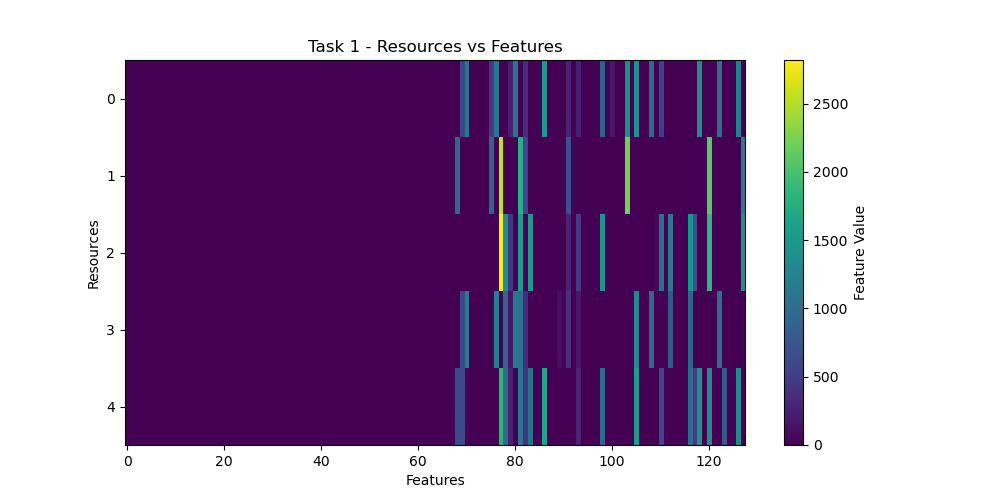 Task 1 - Resources vs Features
Resources
0
1
2
3
4
0 20 40 60 80 100 120
Features
2500
2000
1500
1000
500
0
Feature Value